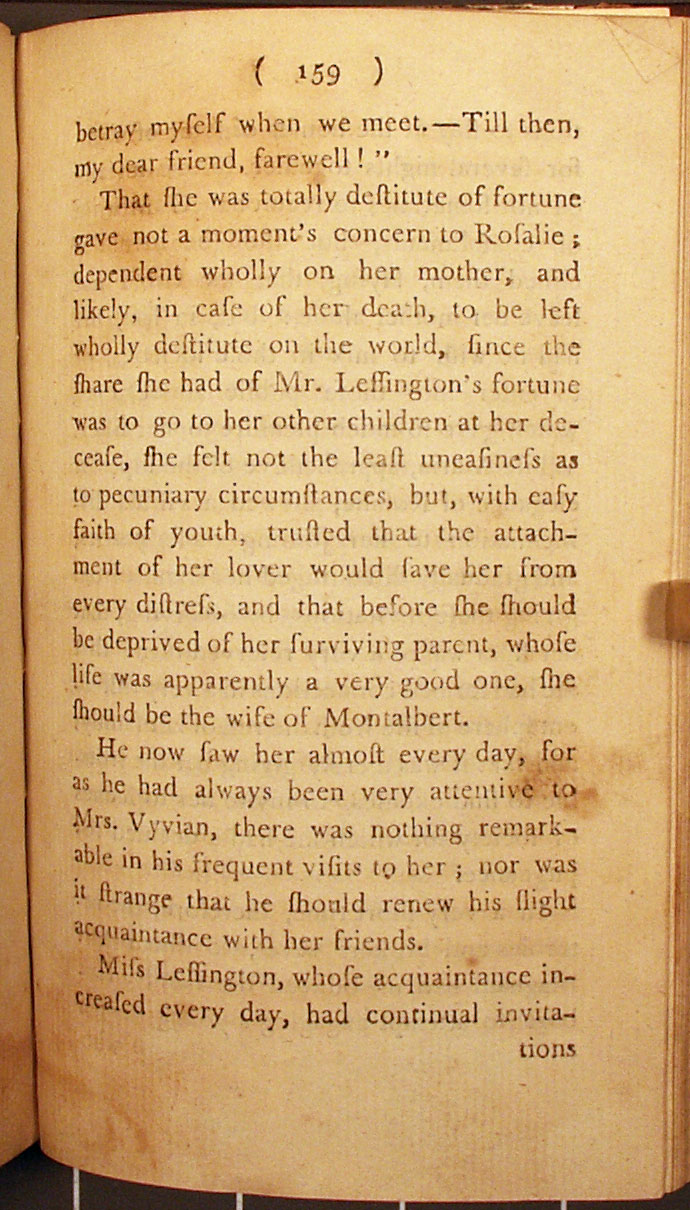 ( 159 )
betray myſelf when we meet.—Till then,
my dear friend, farewell ! ”
That ſhe was totally deſtitute of fortune
gave not a moment's concern to Roſalie ;
dependent wholly on her mother, and
likely, in caſe of her death, to be left
wholly deſtitute on the world, ſince the
ſhare ſhe had of Mr. Leſſington's fortune
was to go to her other children at her de-
ceaſe, ſhe felt not the leaſt uneaſineſs as
to pecuniary circumſtances, but, with eaſy
faith of youth, truſted that the attach-
ment of her lover would ſave her from
every diſtreſs, and that before ſhe ſhould
be deprived of her ſurviving parent, whoſe
life was apparently a very good one, ſhe
ſhould be the wife of Montalbert.
He now ſaw her almoſt every day, for
as he had always been very attentive to
Mrs. Vyvian, there was nothing remark-
able in his frequent viſits to her ; nor was
it ſtrange that he ſhould renew his ſlight
acquaintance with her friends.
Miſs Leſſington, whoſe acquaintance in-
creaſed every day, had continual invita-
tions